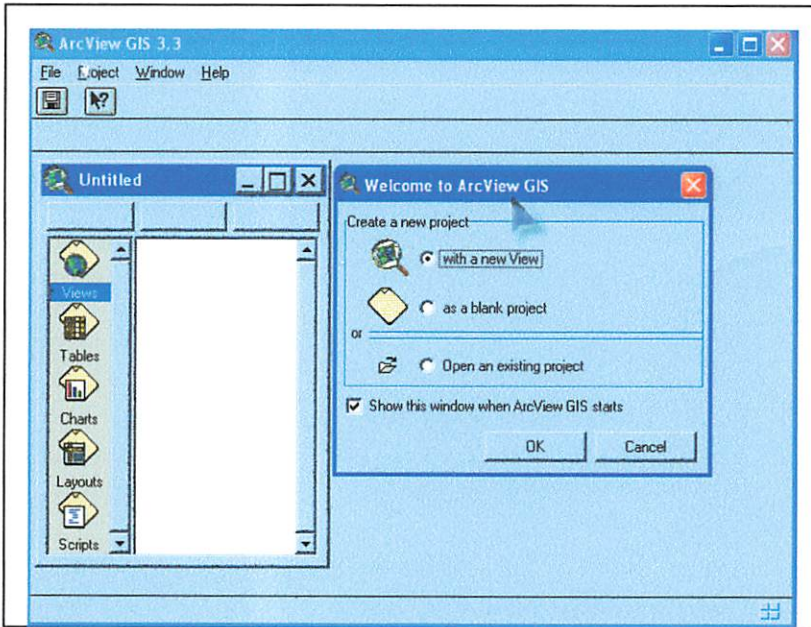 ArcView GIS 3.3
File Project Window Help
Untitled
Views
Tables
Charts
Layouts
Scripts
Welcome to ArcView GIS
Create a new project
with a new View
as a blank project
or
Open an existing project
Show this window when ArcView GIS starts
OK Cancel